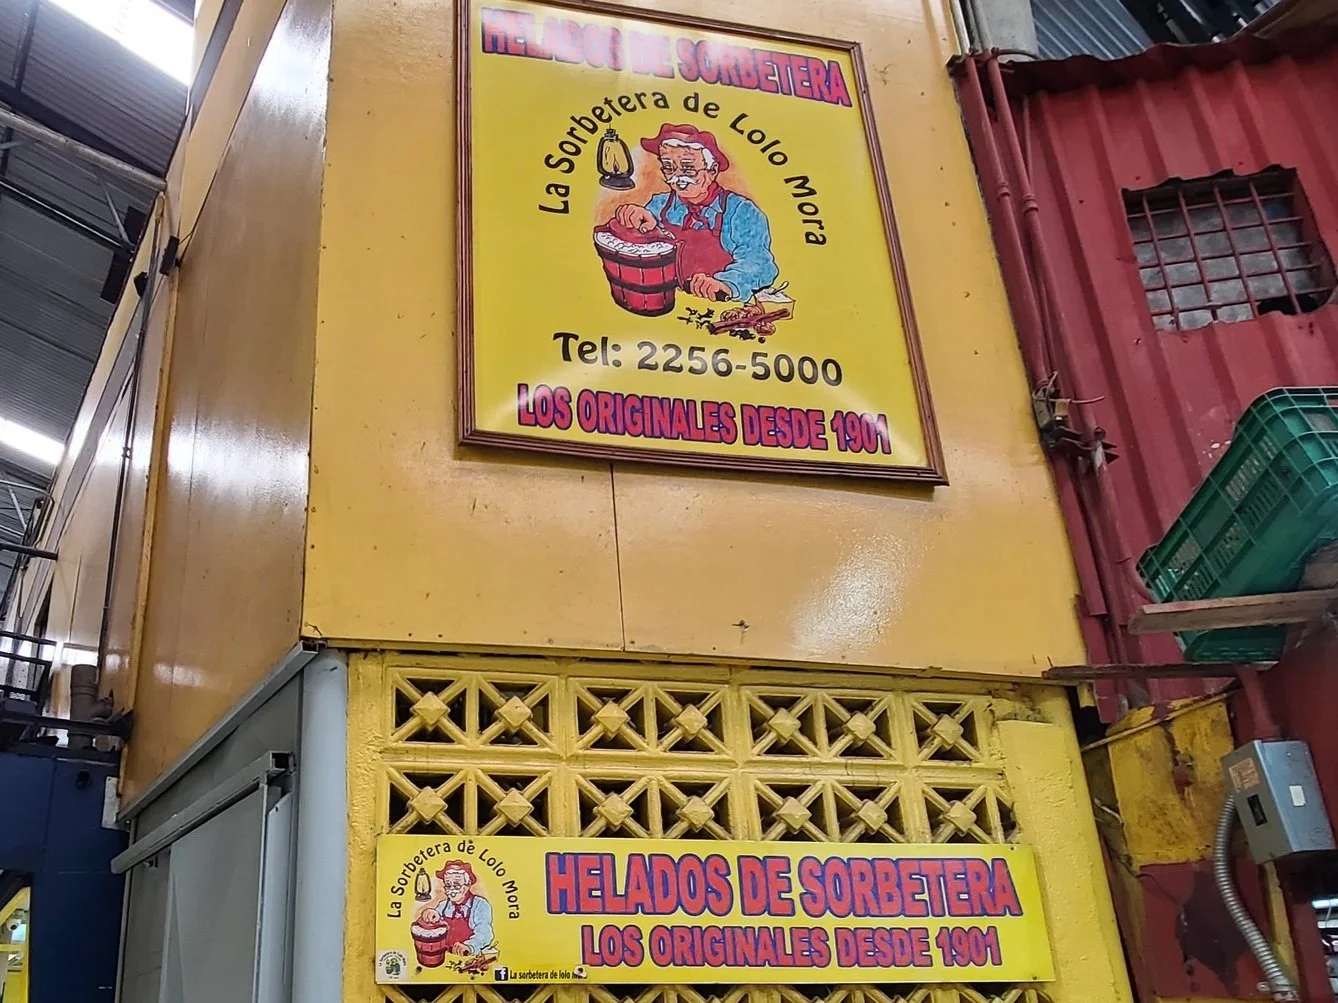 HELADOS DE SORBETERA
La Sorbetera de Lolo Mora
Tel: 2256-5000
LOS ORIGINALES DESDE 1901
La Sorbetera de Lolo Mora
HELADOS DE SORBETERA
LOS ORIGINALES DESDE 1901
f La sorbetera de lolo